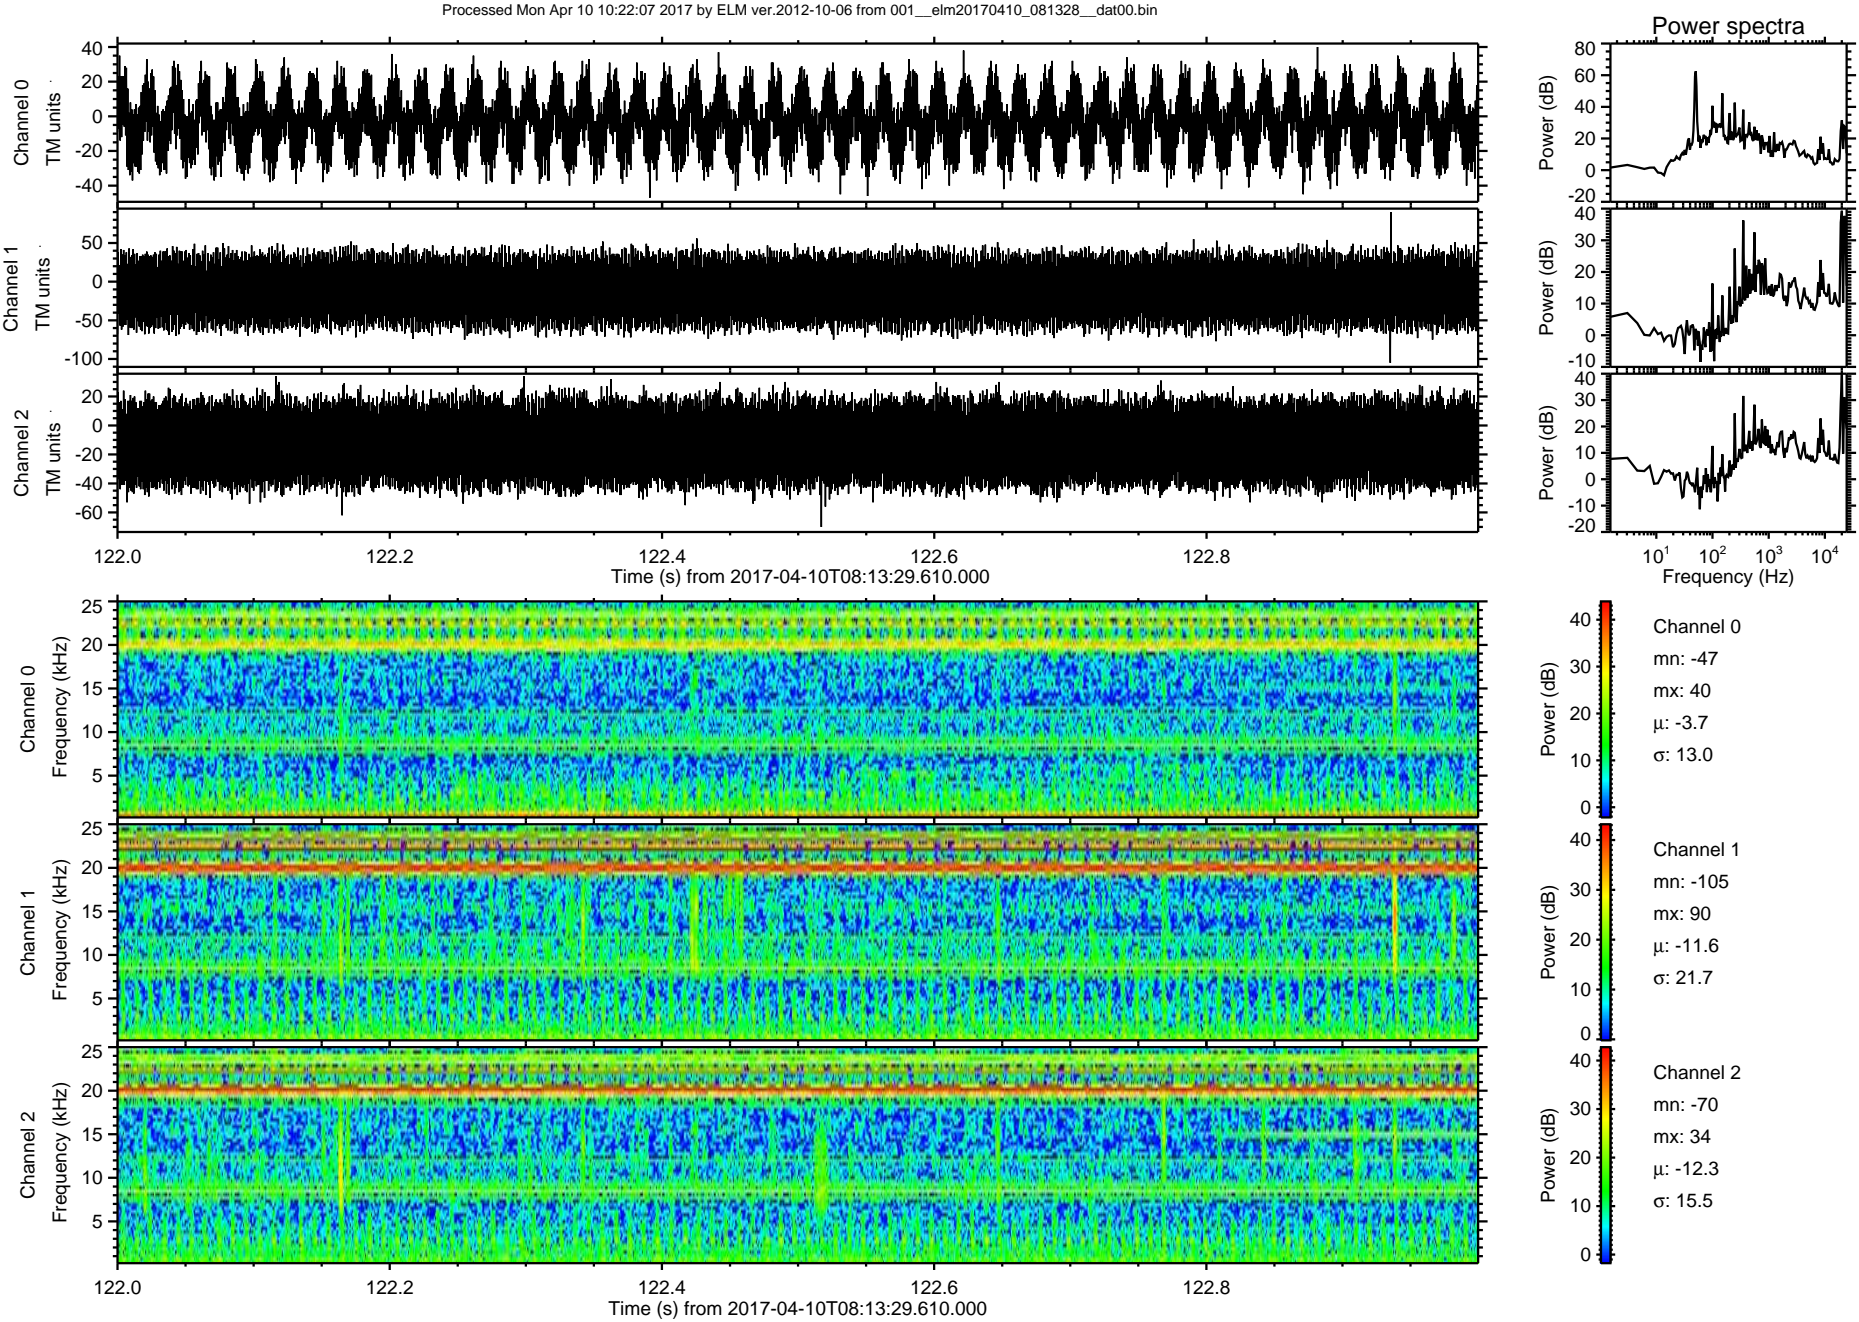 Processed Mon Apr 10 10:22:07 2017 by ELM ver.2012-10-06 from 001__elm20170410_081328__dat00.bin
Power spectra
Channel 0
TM units
40
20
0
-20
-40
Power (dB)
80
60
40
20
0
-20
Channel 1
TM units
50
0
-50
-100
Power (dB)
40
30
20
10
0
-10
Channel 2
TM units
20
0
-20
-40
-60
Power (dB)
40
30
20
10
0
-10
-20
122.0 122.2 122.4 122.6 122.8
Time (s) from 2017-04-10T08:13:29.610.000
10¹ 10² 10³ 10⁴
Frequency (Hz)
Channel 0
Frequency (kHz)
25
20
15
10
5
Power (dB)
40
30
20
10
0
Channel 0
mn: -47
mx: 40
µ: -3.7
σ: 13.0
Channel 1
Frequency (kHz)
25
20
15
10
5
Power (dB)
40
30
20
10
0
Channel 1
mn: -105
mx: 90
µ: -11.6
σ: 21.7
Channel 2
Frequency (kHz)
25
20
15
10
5
Power (dB)
40
30
20
10
0
Channel 2
mn: -70
mx: 34
µ: -12.3
σ: 15.5
122.0 122.2 122.4 122.6 122.8
Time (s) from 2017-04-10T08:13:29.610.000